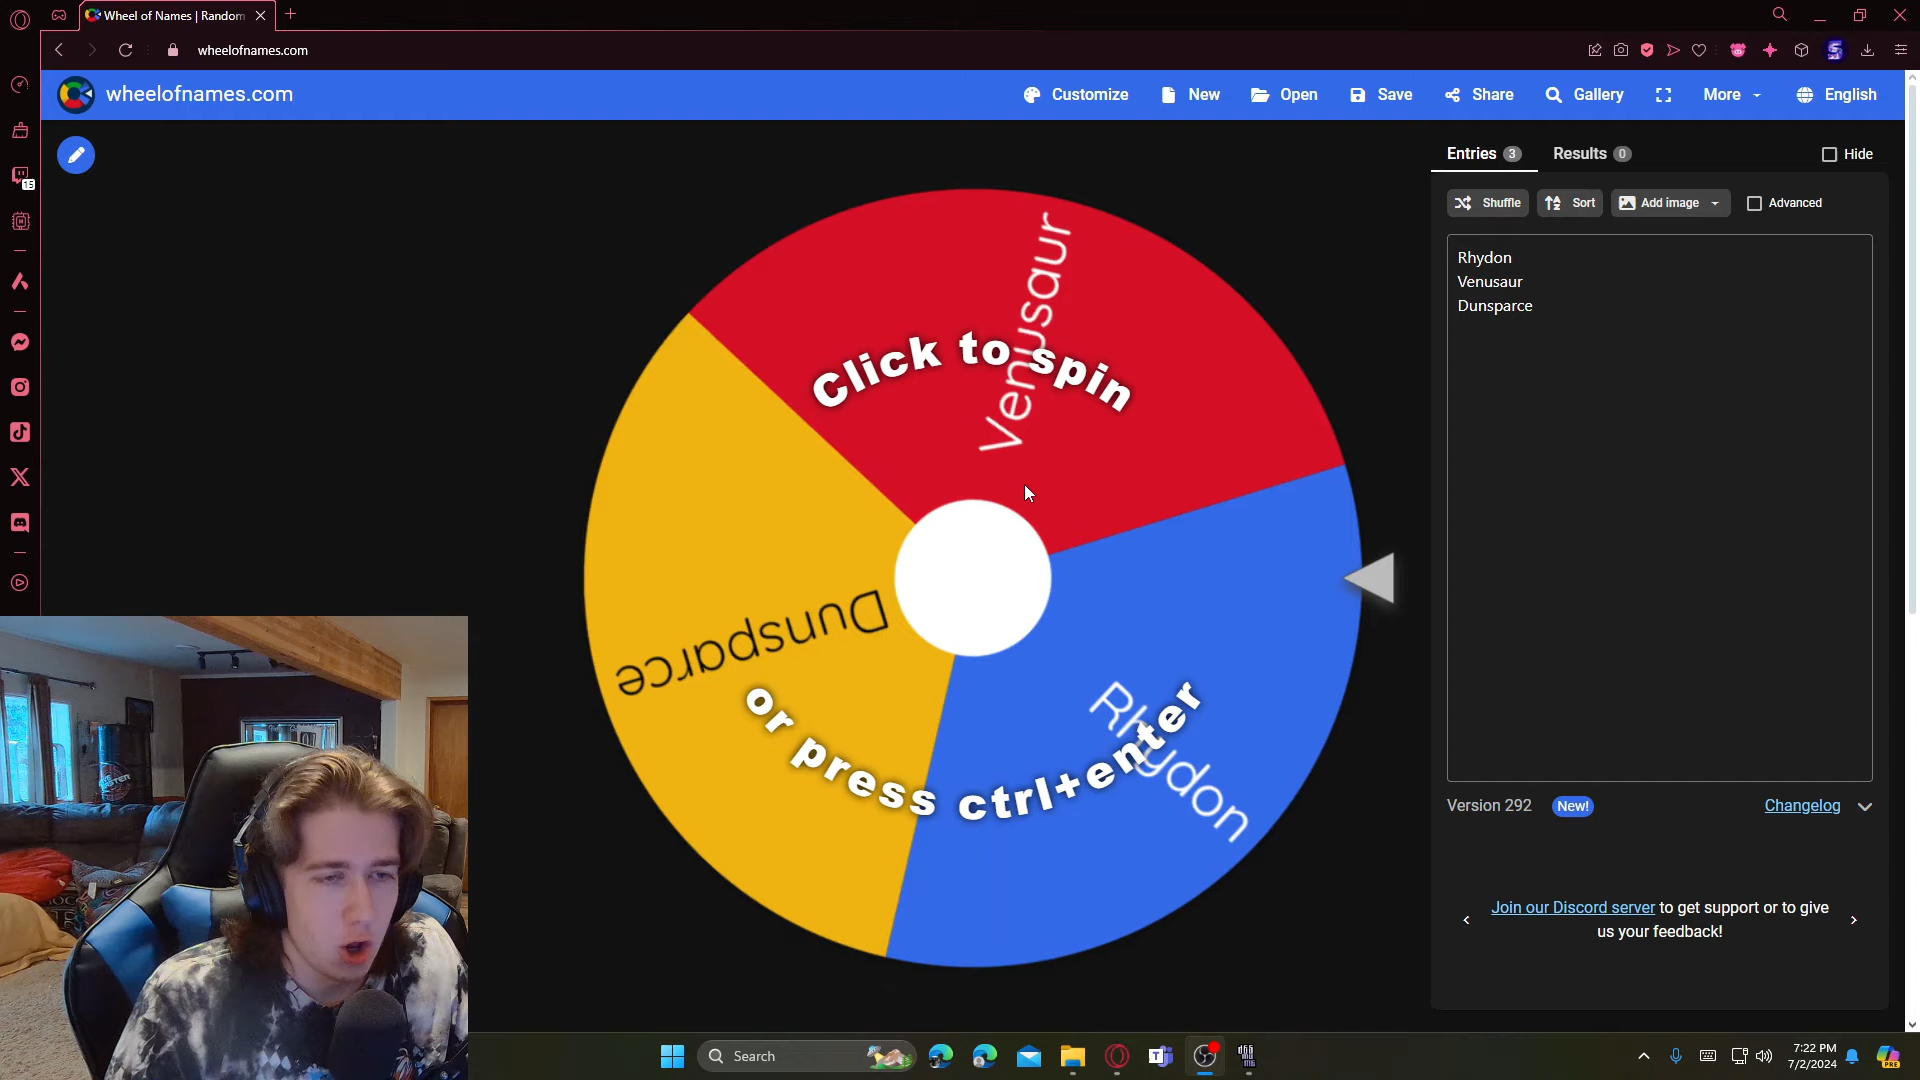 Wheel of Names | Random
wheelofnames.com
wheelofnames.com
Customize
New
Open
Save
Share
Gallery
More
English
15
Entries 3
Results 0
Hide
Shuffle
Sort
Add image
Advanced
Rhydon
Venusaur
Dunsparce
Click to spin
or press ctrl+enter
Venusaur
Dunsparce
Rhydon
Version 292
New!
Changelog
Join our Discord server to get support or to give
us your feedback!
Search
7:22 PM
7/2/2024
PRE